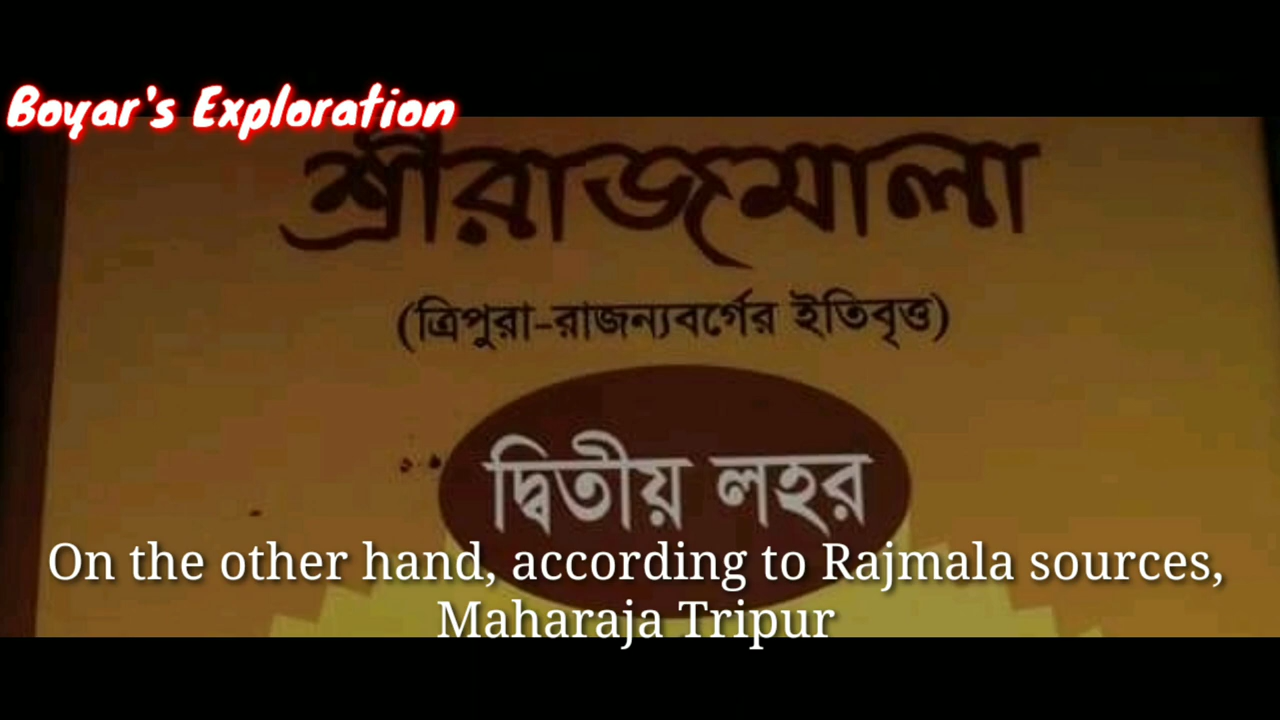 Boyar's Exploration
শ্রীরাজমালা
(ত্রিপুরা-রাজন্যবর্গের ইতিবৃত্ত)
দ্বিতীয় লহর
On the other hand, according to Rajmala sources,
Maharaja Tripur